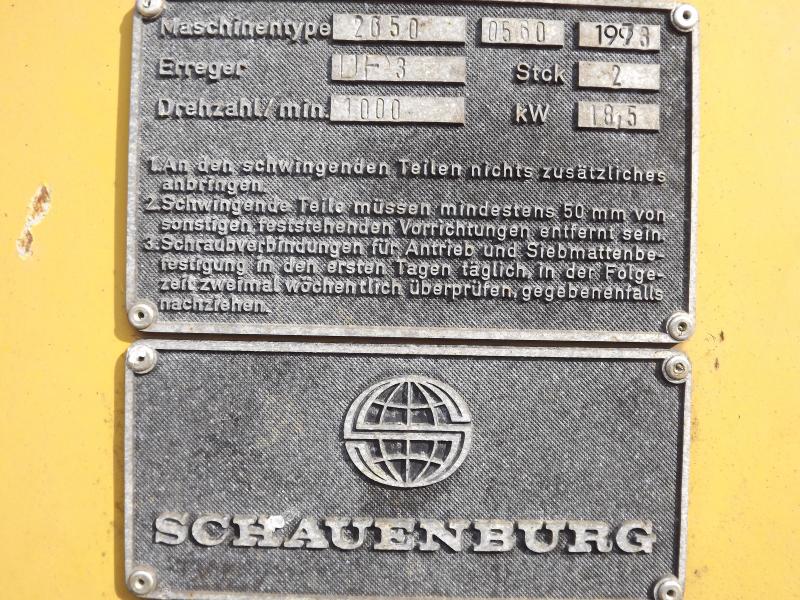 Maschinentype 2650 0560 1978
Erreger UE 3 Stck 2
Drehzahl/min. 1000 kW 18,5
1. An den schwingenden Teilen nichts zusätzliches
anbringen.
2. Schwingende Teile müssen mindestens 50 mm von
sonstigen feststehenden Vorrichtungen entfernt sein.
3. Schraubverbindungen für Antrieb und Siebmattenbe-
festigung in den ersten Tagen täglich, in der Folge-
zeit zweimal wöchentlich überprüfen, gegebenenfalls
nachziehen.
SCHAUENBURG